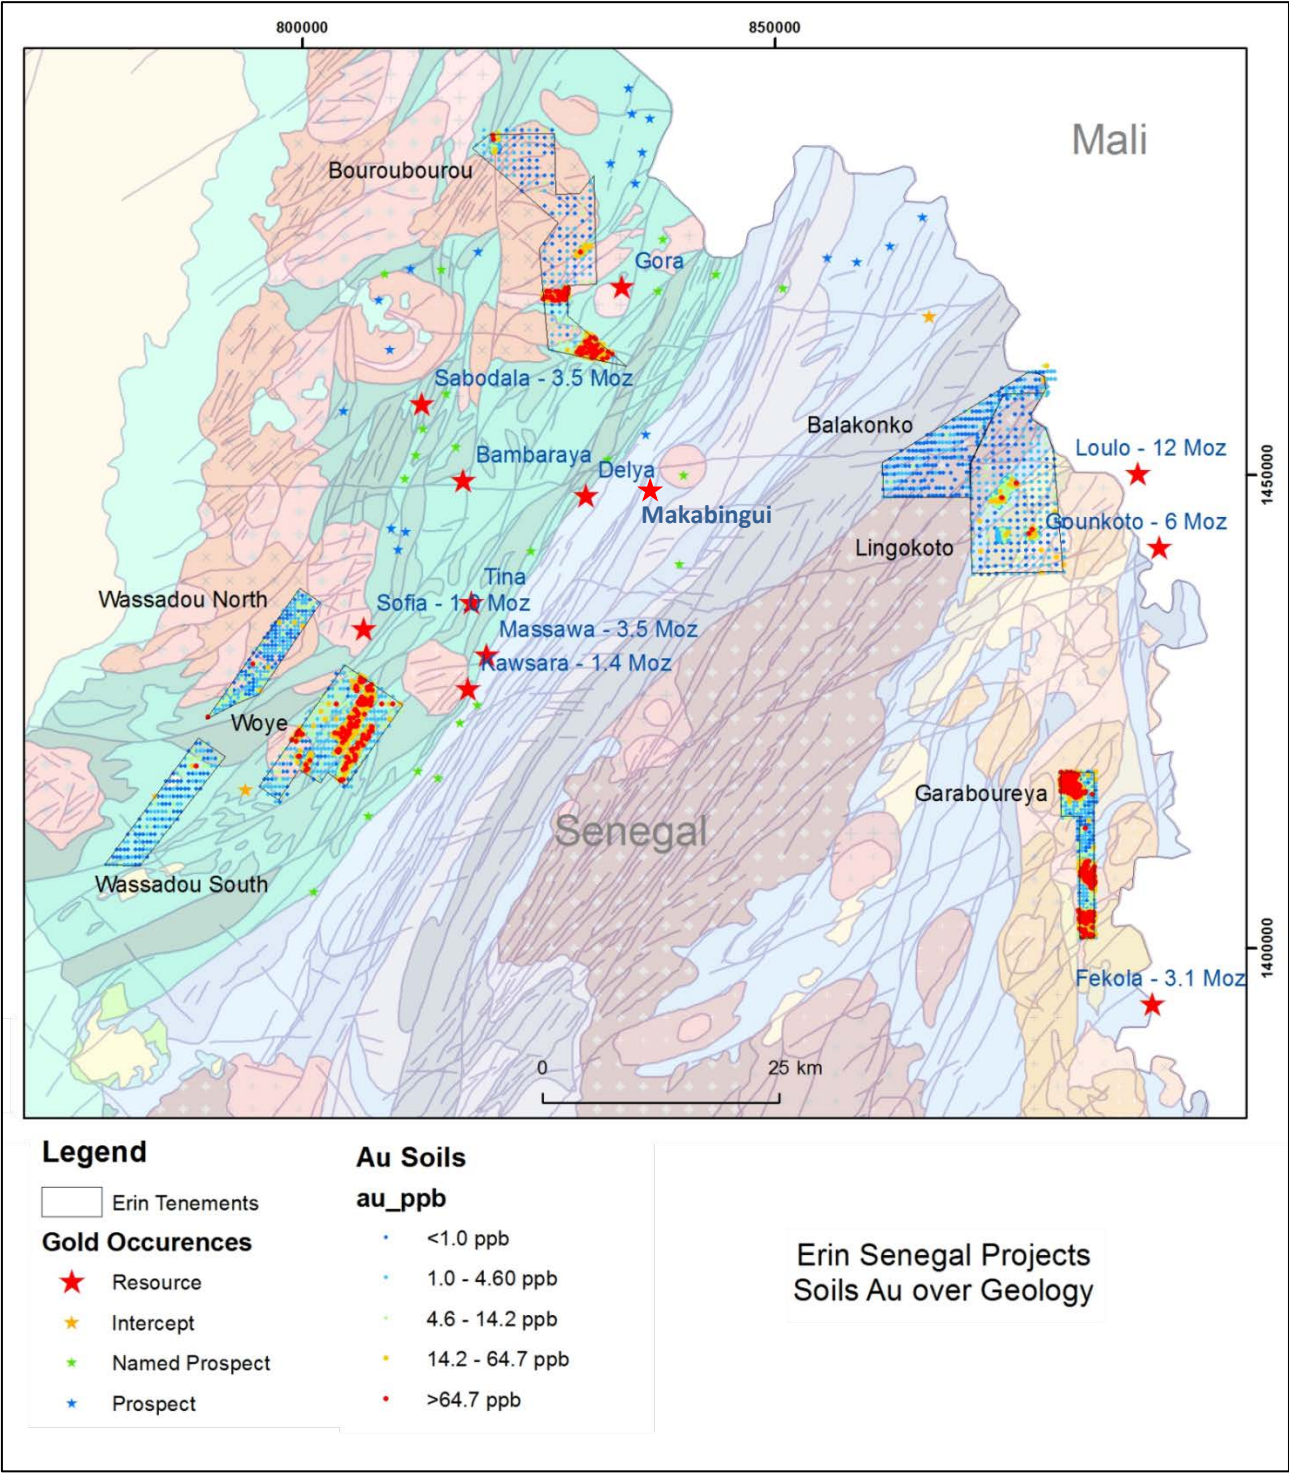 800000
850000
Mali
Bouroubourou
Gora
Sabodala - 3.5 Moz
Balakonko
Loulo - 12 Moz
Bambaraya
Delya
1450000
Makabingui
Gounkoto - 6 Moz
Lingokoto
Tina
Wassadou North
Sofia - 1.0 Moz
Massawa - 3.5 Moz
Kawsara - 1.4 Moz
Woye
Garaboureya
Senegal
Wassadou South
1400000
Fekola - 3.1 Moz
0
25 km
Legend
Erin Tenements
Gold Occurences
Resource
Intercept
Named Prospect
Prospect
Au Soils
au_ppb
<1.0 ppb
1.0 - 4.60 ppb
4.6 - 14.2 ppb
14.2 - 64.7 ppb
>64.7 ppb
Erin Senegal Projects
Soils Au over Geology